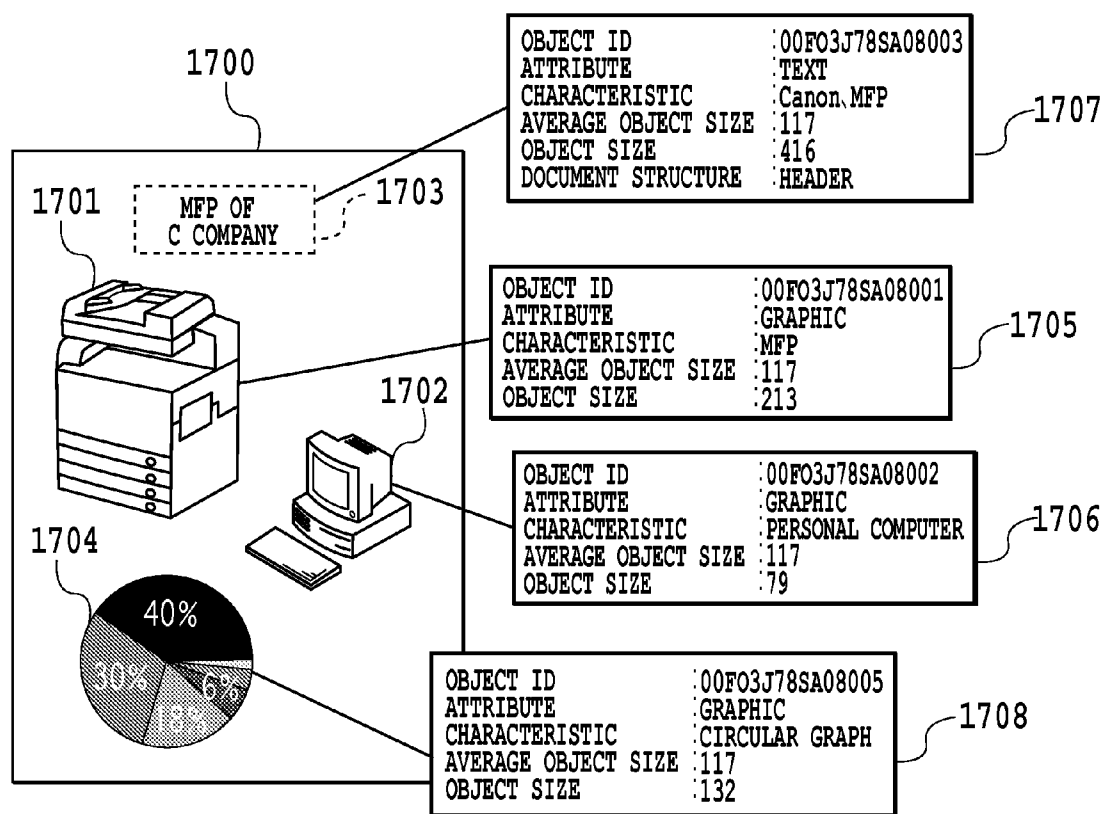 1700
OBJECT ID :00FO3J78SA08003
ATTRIBUTE :TEXT
CHARACTERISTIC :Canon、MFP
AVERAGE OBJECT SIZE :117
OBJECT SIZE :416
DOCUMENT STRUCTURE :HEADER
1707
1701
MFP OF
C COMPANY
1703
OBJECT ID :00FO3J78SA08001
ATTRIBUTE :GRAPHIC
CHARACTERISTIC :MFP
AVERAGE OBJECT SIZE :117
OBJECT SIZE :213
1705
1702
OBJECT ID :00FO3J78SA08002
ATTRIBUTE :GRAPHIC
CHARACTERISTIC :PERSONAL COMPUTER
AVERAGE OBJECT SIZE :117
OBJECT SIZE :79
1706
1704
40%
30%
6%
18%
OBJECT ID :00FO3J78SA08005
ATTRIBUTE :GRAPHIC
CHARACTERISTIC :CIRCULAR GRAPH
AVERAGE OBJECT SIZE :117
OBJECT SIZE :132
1708